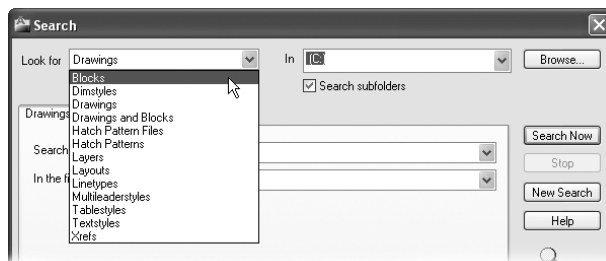 Search
Look for Drawings In (C:) Browse...
Search subfolders
Blocks
Dimstyles
Drawings
Drawings and Blocks
Hatch Pattern Files
Hatch Patterns
Layers
Layouts
Linetypes
Multileaderstyles
Tablestyles
Textstyles
Xrefs
Drawings
Search
In the fi
Search Now
Stop
New Search
Help